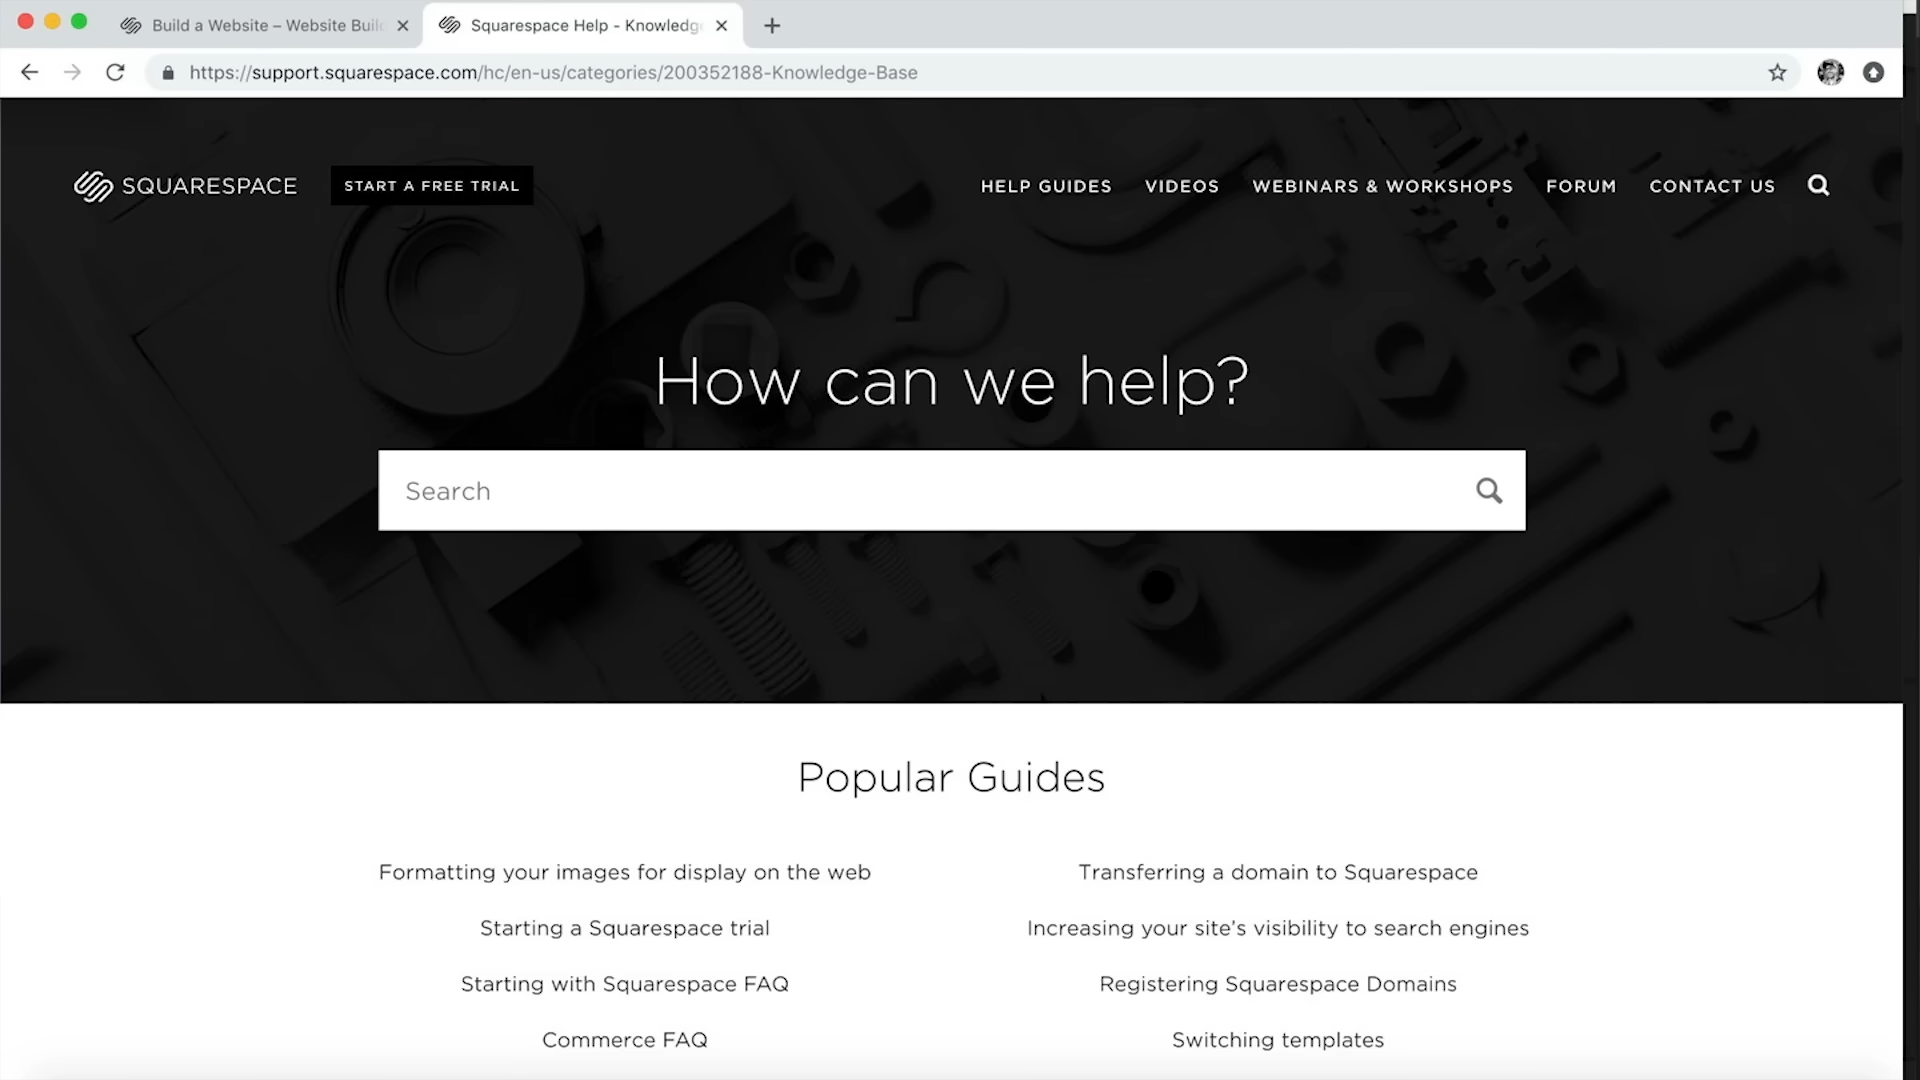 Build a Website – Website Buil
Squarespace Help - Knowledg
https://support.squarespace.com/hc/en-us/categories/200352188-Knowledge-Base
SQUARESPACE
START A FREE TRIAL
HELP GUIDES
VIDEOS
WEBINARS & WORKSHOPS
FORUM
CONTACT US
How can we help?
Search
Popular Guides
Formatting your images for display on the web
Transferring a domain to Squarespace
Starting a Squarespace trial
Increasing your site's visibility to search engines
Starting with Squarespace FAQ
Registering Squarespace Domains
Commerce FAQ
Switching templates